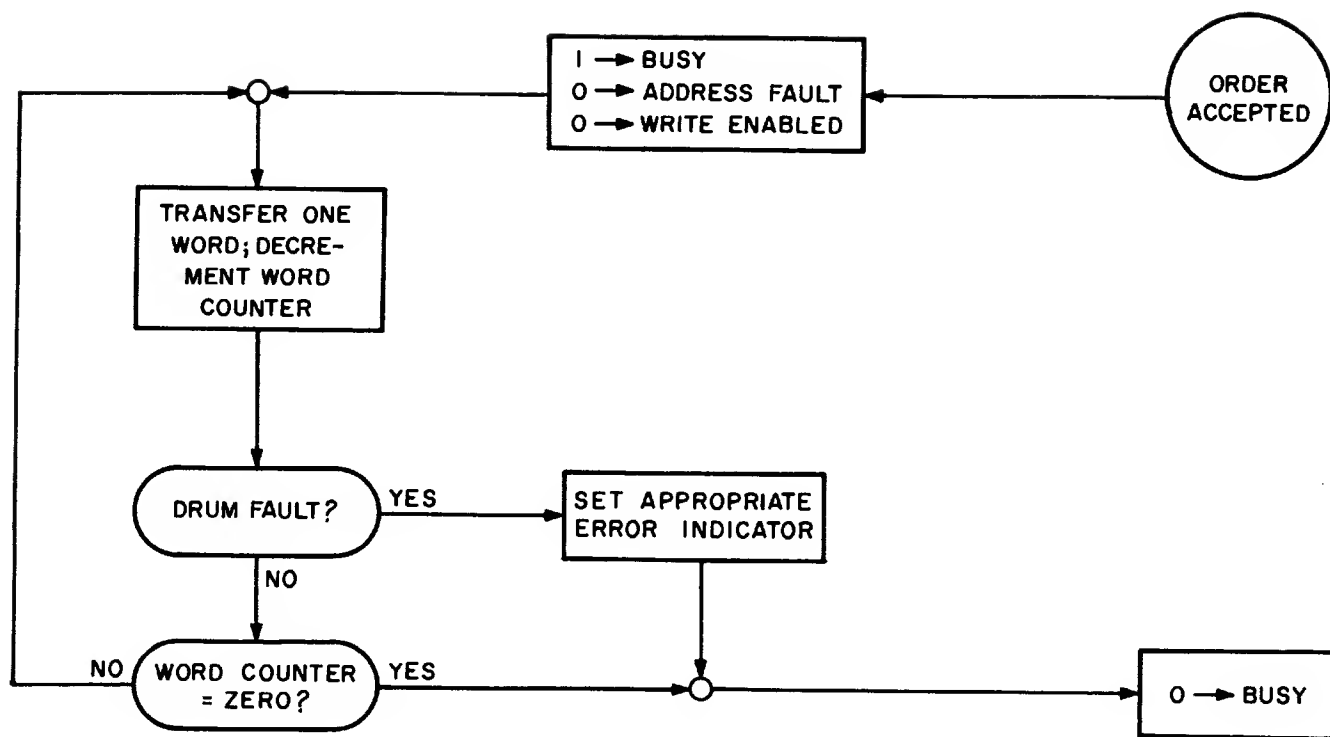 1 → BUSY
0 → ADDRESS FAULT
0 → WRITE ENABLED
ORDER
ACCEPTED
TRANSFER ONE
WORD; DECRE-
MENT WORD
COUNTER
DRUM FAULT?
YES
SET APPROPRIATE
ERROR INDICATOR
NO
NO
WORD COUNTER
= ZERO?
YES
0 → BUSY